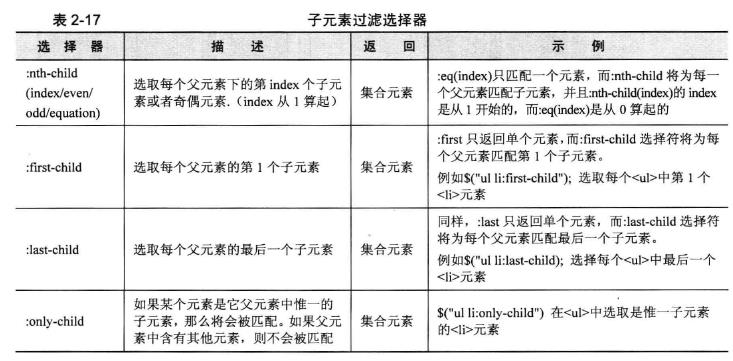 表 2-17 子元素过滤选择器
选 择 器 描 述 返 回 示 例
:nth-child
(index/even/
odd/equation)
选取每个父元素下的第 index 个子元
素或者奇偶元素.（index 从 1 算起）
集合元素
:eq(index)只匹配一个元素，而:nth-child 将为每一
个父元素匹配子元素，并且:nth-child(index)的 index
是从 1 开始的，而:eq(index)是从 0 算起的
:first-child
选取每个父元素的第 1 个子元素
集合元素
:first 只返回单个元素，而:first-child 选择符将为每
个父元素匹配第 1 个子元素。
例如$("ul li:first-child"); 选取每个<ul>中第 1 个
<li>元素
:last-child
选取每个父元素的最后一个子元素
集合元素
同样，:last 只返回单个元素，而:last-child 选择符
将为每个父元素匹配最后一个子元素。
例如$("ul li:last-child); 选择每个<ul>中最后一个
<li>元素
:only-child
如果某个元素是它父元素中惟一的
子元素，那么将会被匹配。如果父元
素中含有其他元素，则不会被匹配
集合元素
$("ul li:only-child") 在<ul>中选取是惟一子元素
的<li>元素